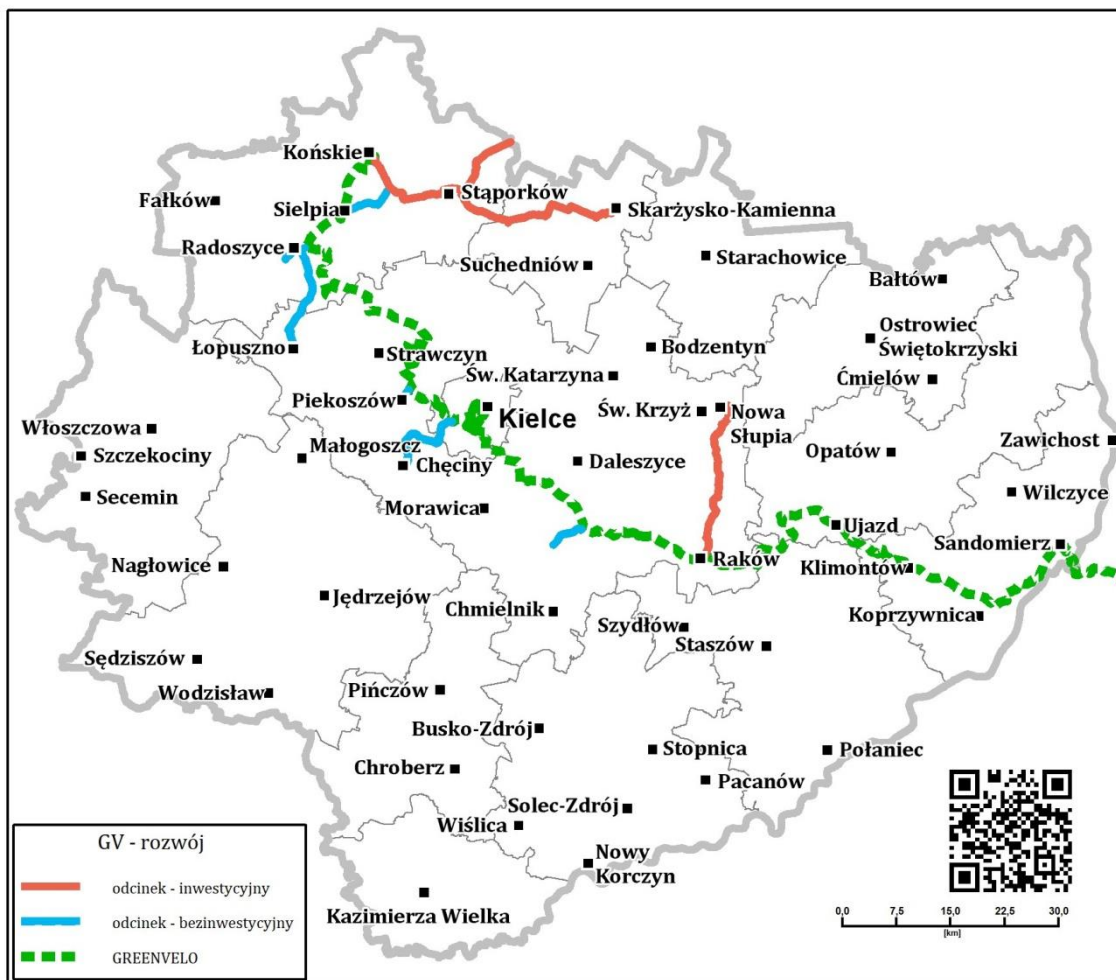 Końskie
Fałków
Sielpia
Stąporków
Skarżysko-Kamienna
Radoszyce
Suchedniów
Starachowice
Bałtów
Łopuszno
Strawczyn
Bodzentyn
Ostrowiec
Świętokrzyski
Św. Katarzyna
Ćmielów
Piekoszów
Kielce
Św. Krzyż
Nowa
Słupia
Włoszczowa
Małogoszcz
Zawichost
Szczekociny
Chęciny
Daleszyce
Opatów
Secemin
Morawica
Wilczyce
Ujazd
Sandomierz
Nagłowice
Raków
Klimontów
Jędrzejów
Chmielnik
Szydłów
Koprzywnica
Staszów
Sędziszów
Wodzisław
Pińczów
Busko-Zdrój
Stopnica
Połaniec
Chroberz
Pacanów
Solec-Zdrój
Wiślica
Nowy
Korczyn
Kazimierza Wielka
GV - rozwój
odcinek - inwestycyjny
odcinek - bezinwestycyjny
GREENVELO
0,0 7,5 15,0 22,5 30,0
[km]